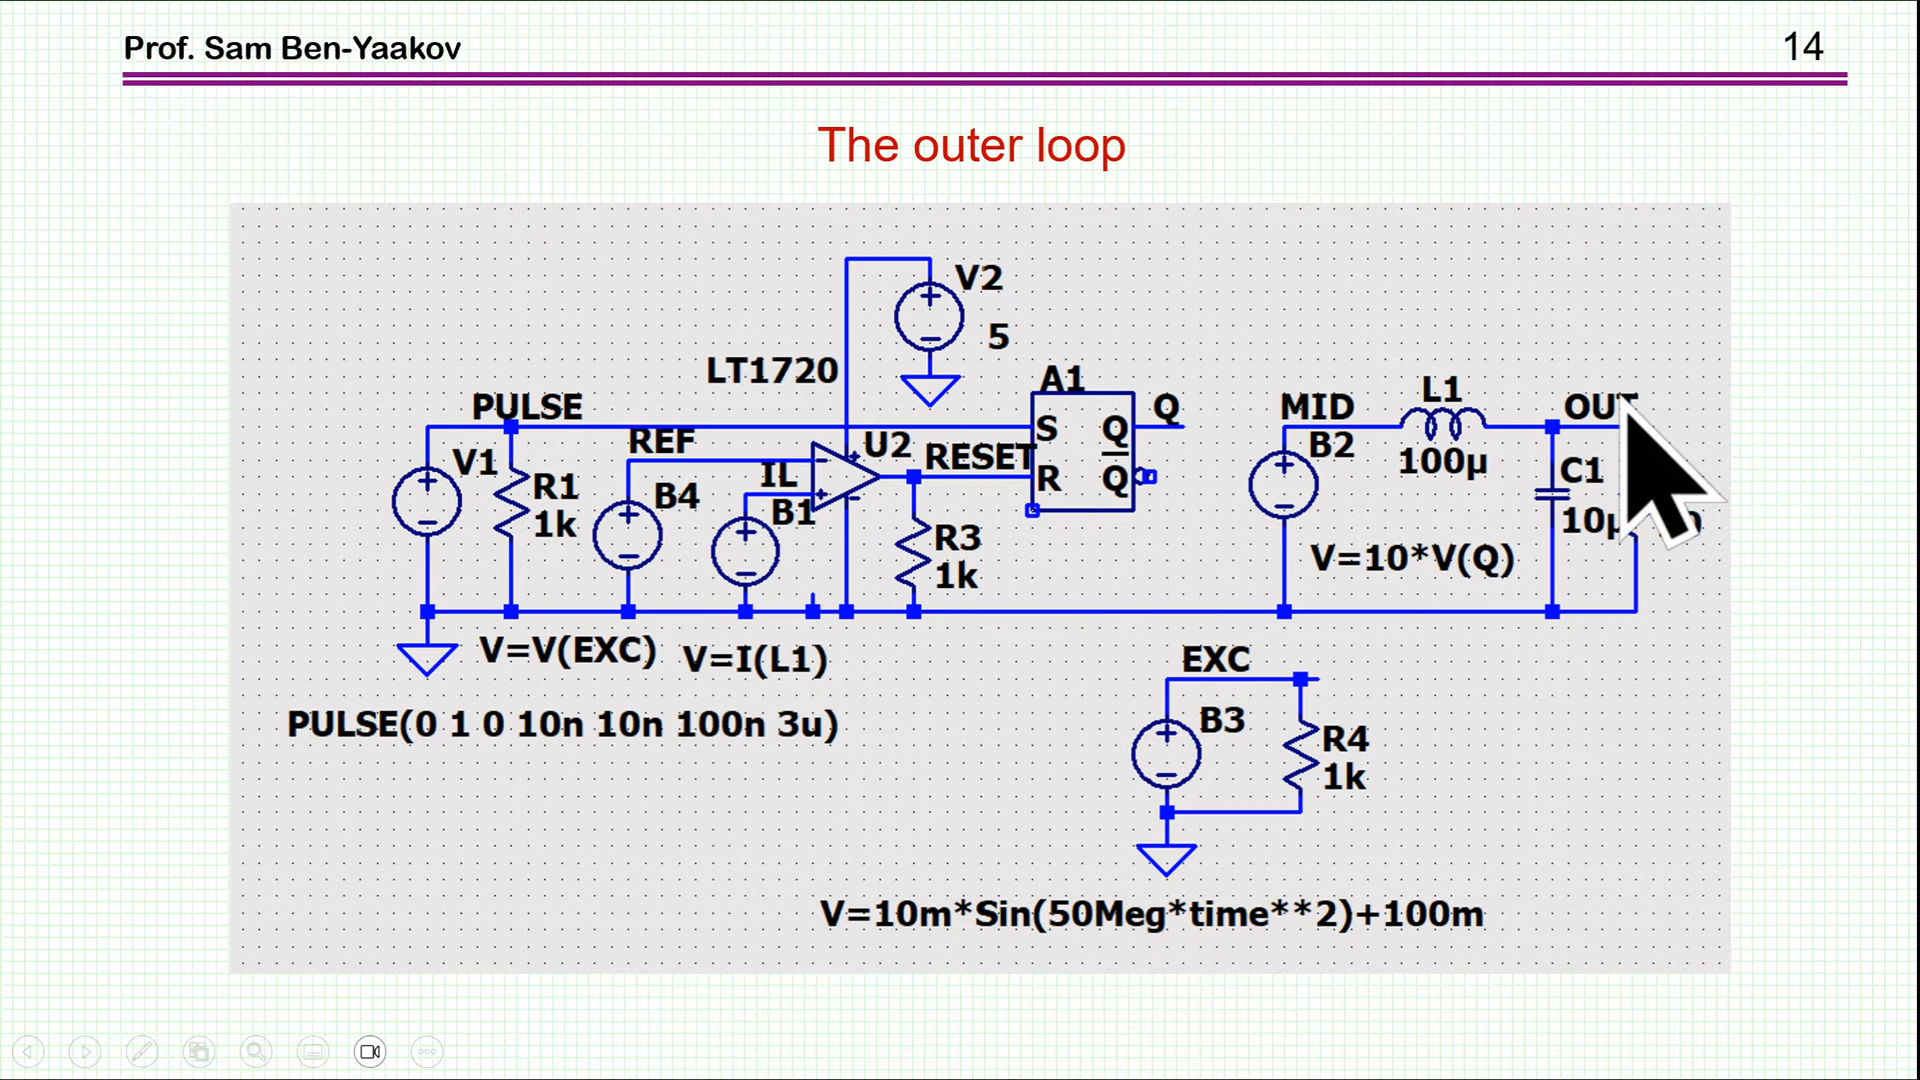 Prof. Sam Ben-Yaakov
14
The outer loop
V2
5
LT1720
A1
L1
PULSE
Q
MID
OUT
REF
S
Q
B2
V1
U2
RESET
100µ
IL
R
Q
C1
R1
B4
B1
1k
R3
10µ
1k
V=10*V(Q)
V=V(EXC)
V=I(L1)
EXC
PULSE(0 1 0 10n 10n 100n 3u)
B3
R4
1k
V=10m*Sin(50Meg*time**2)+100m